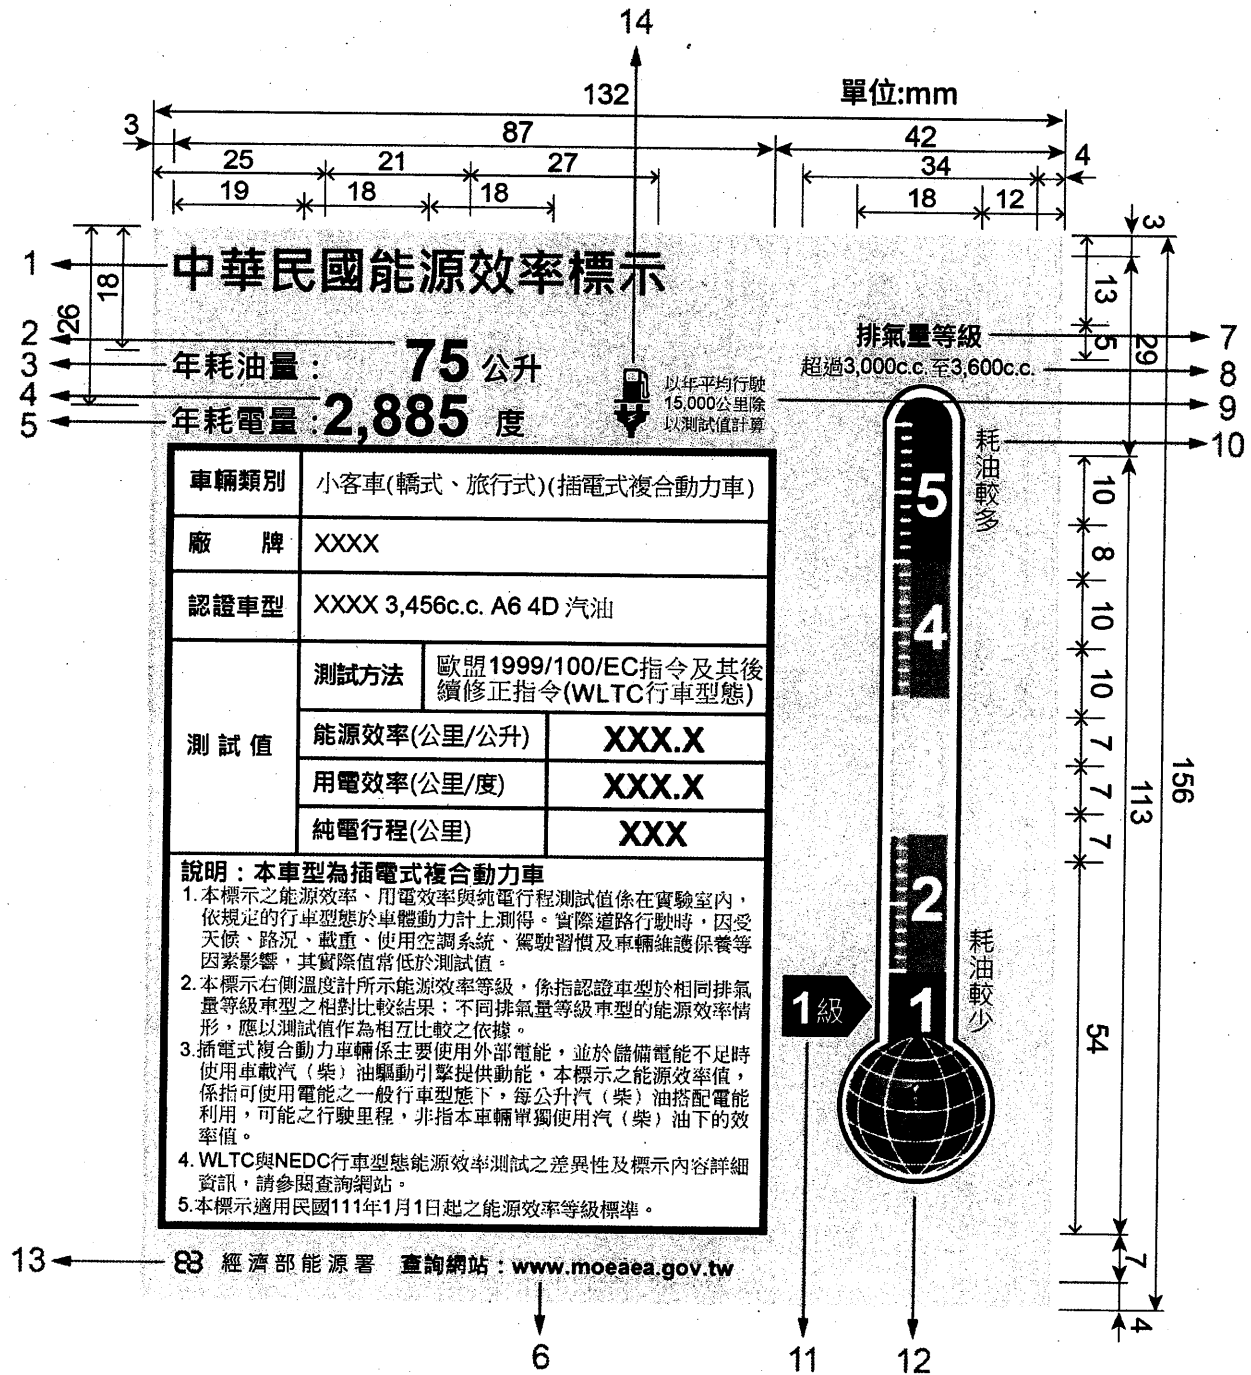 14
132
單位:mm
3
87
42
25
21
27
34
4
19
18
18
18
12
3
1
中華民國能源效率標示
18
26
13
2
排氣量等級
7
5
29
3
年耗油量：
75 公升
超過3,000c.c.至3,600c.c.
8
以年平均行駛
15,000公里除
以測試值計算
9
4
5
年耗電量：2,885 度
耗油較多
10
車輛類別
小客車(轎式、旅行式)(插電式複合動力車)
5
10
廠 牌
XXXX
8
認證車型
XXXX 3,456c.c. A6 4D 汽油
4
10
測試值
測試方法
歐盟1999/100/EC指令及其後
續修正指令(WLTC行車型態)
10
能源效率(公里/公升)
XXX.X
7
用電效率(公里/度)
XXX.X
7
156
113
純電行程(公里)
XXX
7
說明：本車型為插電式複合動力車
1.本標示之能源效率、用電效率與純電行程測試值係在實驗室內，
依規定的行車型態於車體動力計上測得。實際道路行駛時，因受
天候、路況、載重、使用空調系統、駕駛習慣及車輛維護保養等
因素影響，其實際值常低於測試值。
2.本標示右側溫度計所示能源效率等級，係指認證車型於相同排氣
量等級車型之相對比較結果；不同排氣量等級車型的能源效率情
形，應以測試值作為相互比較之依據。
3.插電式複合動力車輛係主要使用外部電能，並於儲備電能不足時
使用車載汽（柴）油驅動引擎提供動能，本標示之能源效率值，
係指可使用電能之一般行車型態下，每公升汽（柴）油搭配電能
利用，可能之行駛里程，非指本車輛單獨使用汽（柴）油下的效
率值。
4.WLTC與NEDC行車型態能源效率測試之差異性及標示內容詳細
資訊，請參閱查詢網站。
5.本標示適用民國111年1月1日起之能源效率等級標準。
2
耗油較少
1級
1
54
13
經濟部能源署 查詢網站：www.moeaea.gov.tw
7
4
6
11
12